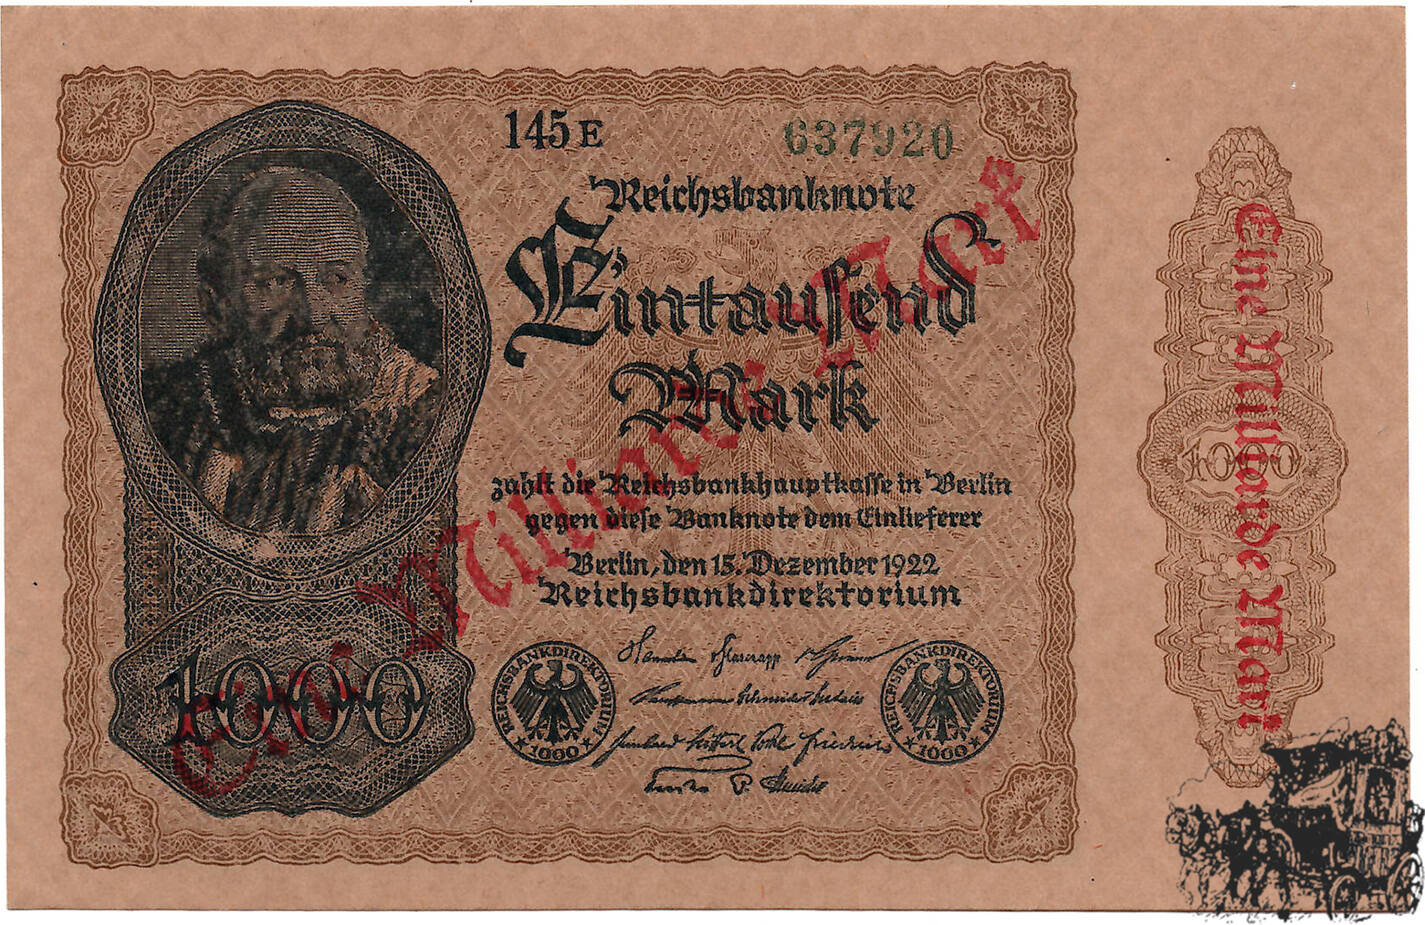 145 E 637920
Reichsbanknote
Eintausend
Mark
zahlt die Reichsbankhauptkasse in Berlin
gegen diese Banknote dem Einlieferer
Berlin, den 15. Dezember 1922
Reichsbankdirektorium
REICHSBANKDIREKTORIUM
* 1000 *
REICHSBANKDIREKTORIUM
* 1000 *
1000
Eine Milliarde Mark
Eine Milliarde Mark
1000